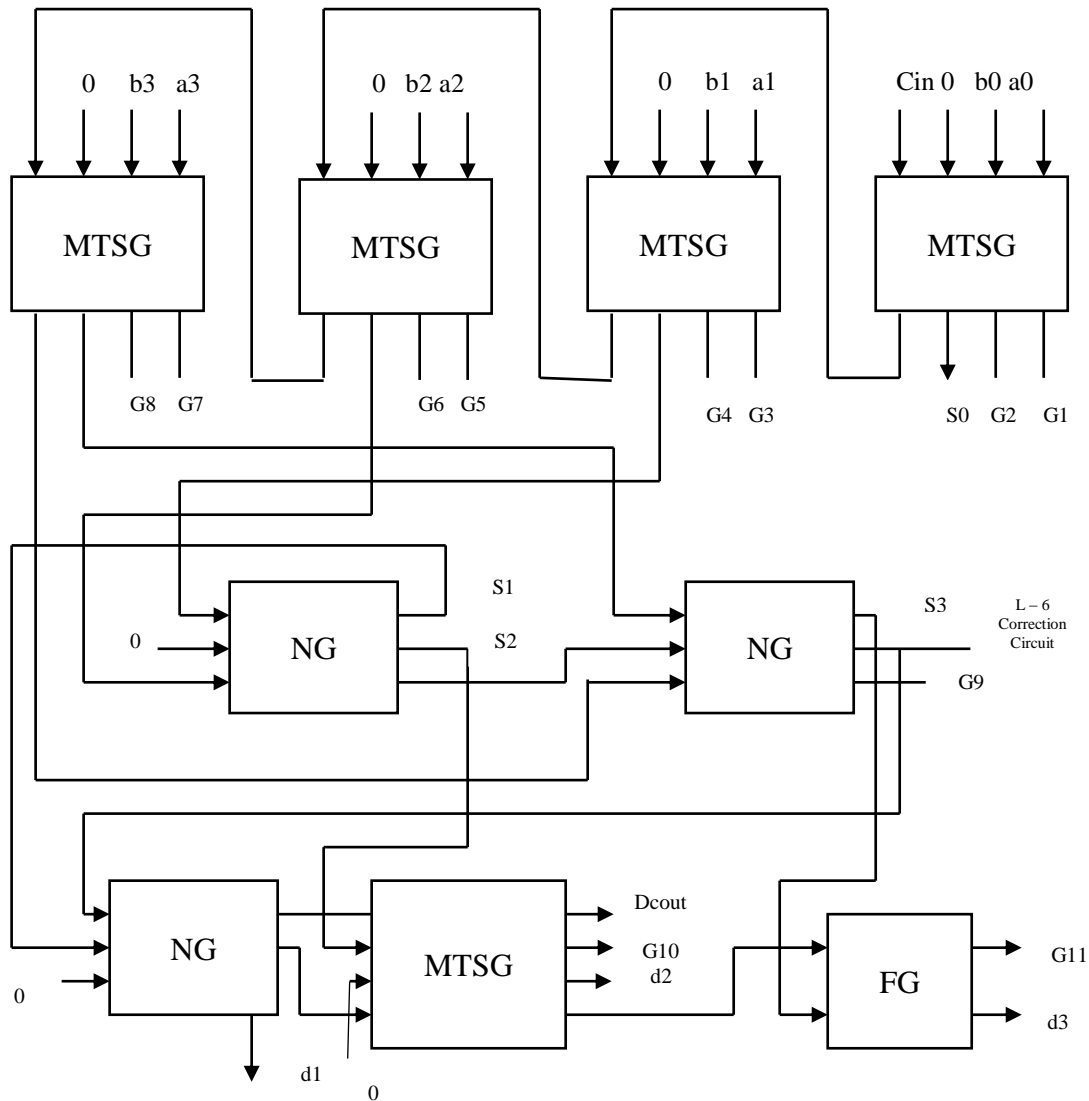 0 b3 a3
0 b2 a2
0 b1 a1
Cin 0 b0 a0
MTSG
MTSG
MTSG
MTSG
G8 G7
G6 G5
G4 G3
S0 G2 G1
S1
S2
0
NG
NG
S3
L – 6
Correction
Circuit
G9
NG
0
d1
MTSG
0
Dcout
G10
d2
FG
G11
d3